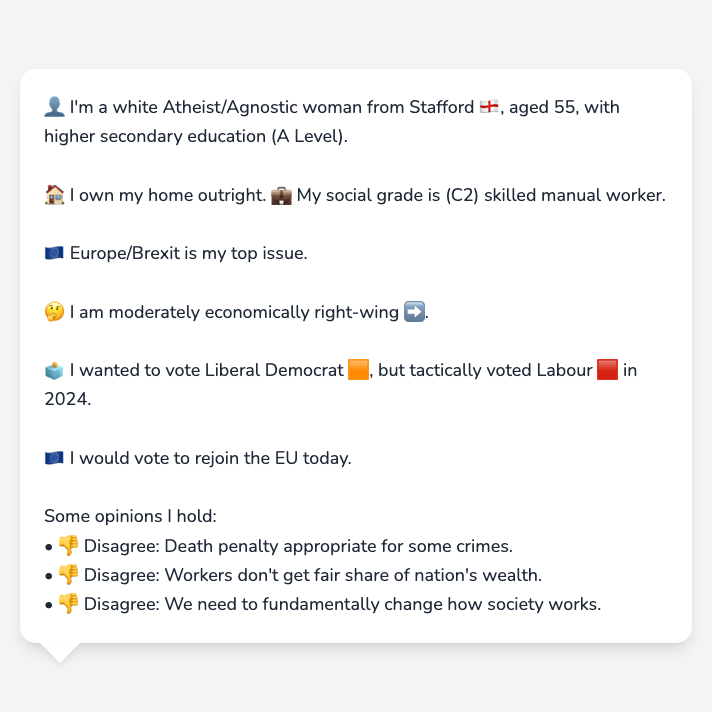 👤 I'm a white Atheist/Agnostic woman from Stafford 🏴󠁧󠁢󠁥󠁮󠁧󠁿, aged 55, with
higher secondary education (A Level).
🏠 I own my home outright. 💼 My social grade is (C2) skilled manual worker.
🇪🇺 Europe/Brexit is my top issue.
🤔 I am moderately economically right-wing ➡️.
🗳️ I wanted to vote Liberal Democrat 🟧, but tactically voted Labour 🟥 in
2024.
🇪🇺 I would vote to rejoin the EU today.
Some opinions I hold:
• 👎 Disagree: Death penalty appropriate for some crimes.
• 👎 Disagree: Workers don't get fair share of nation's wealth.
• 👎 Disagree: We need to fundamentally change how society works.